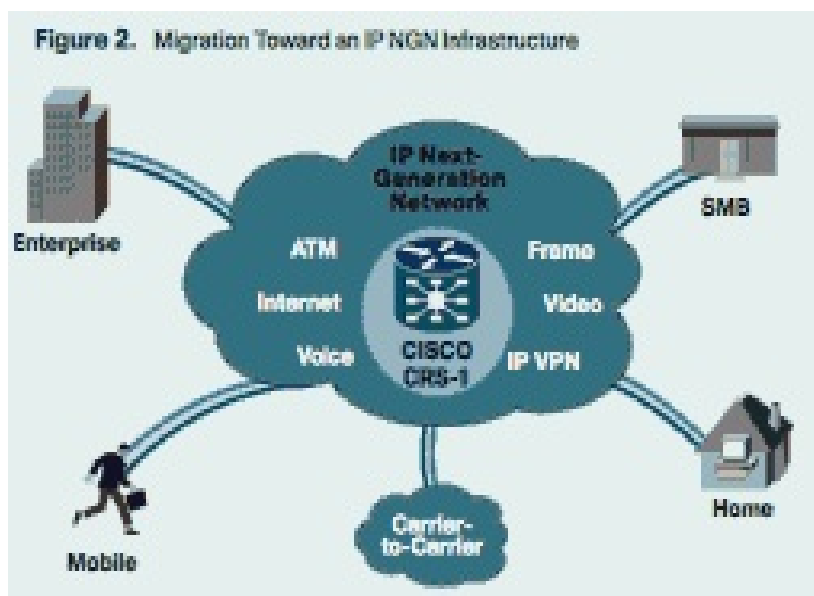 Figure 2. Migration Toward an IP NGN Infrastructure
IP Next-
Generation
Network
SMB
Enterprise
ATM
Frame
Internet
Video
Voice
CISCO
CRS-1
IP VPN
Home
Carrier-
to-Carrier
Mobile